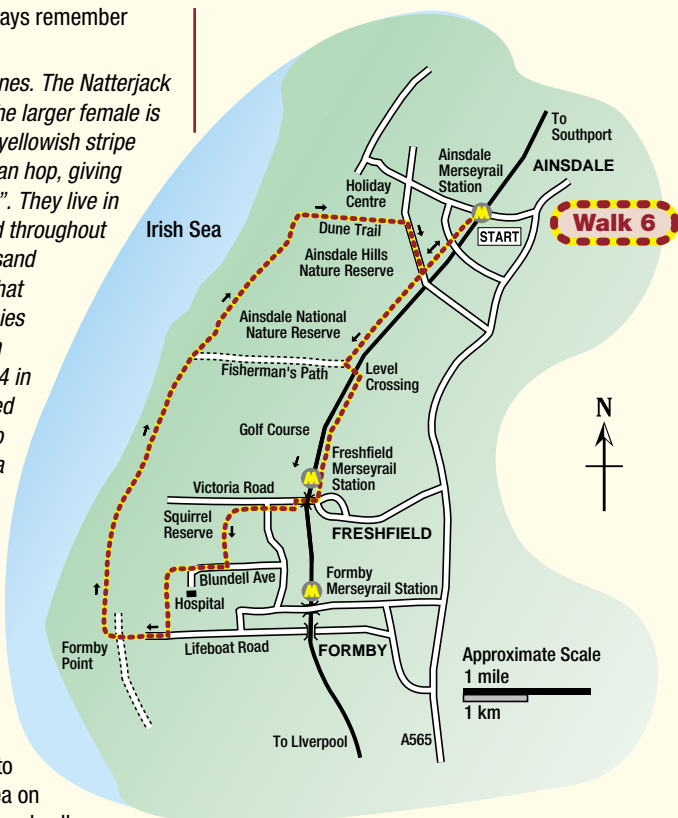 ays remember
nes. The Natterjack
he larger female is
yellowish stripe
an hop, giving
". They live in
d throughout
sand
hat
ies
4 in
ed
o
a
to
ea on
Irish Sea
To
Southport
Ainsdale
Merseyrail
Station
AINSDALE
START
Walk 6
Holiday
Centre
Dune Trail
Ainsdale Hills
Nature Reserve
Ainsdale National
Nature Reserve
Fisherman's Path
Level
Crossing
Golf Course
Freshfield
Merseyrail
Station
Victoria Road
Squirrel
Reserve
FRESHFIELD
Blundell Ave
Hospital
Formby
Merseyrail Station
Formby
Point
Lifeboat Road
FORMBY
N
Approximate Scale
1 mile
1 km
To LIverpool
A565